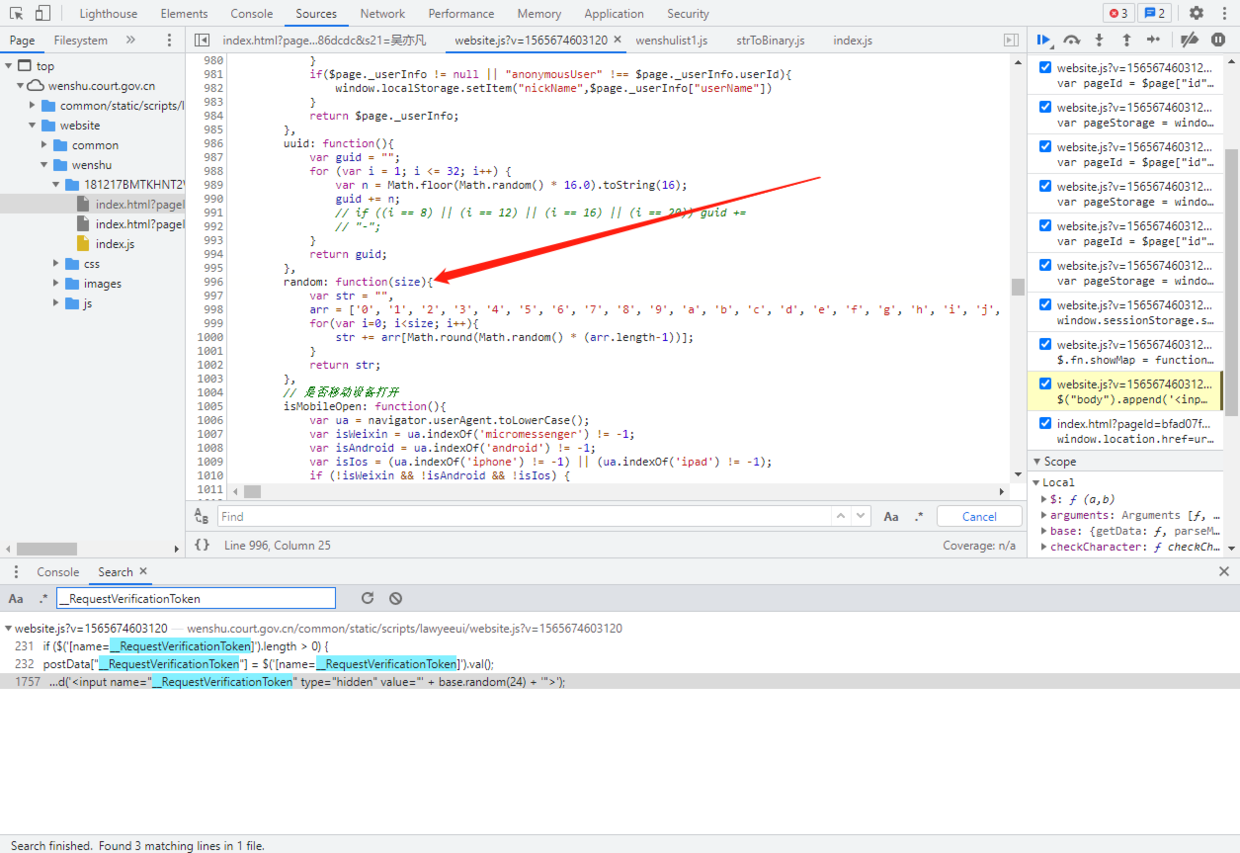 Lighthouse Elements Console Sources Network Performance Memory Application Security 3 2
Page Filesystem »
index.html?page...86dcdc&s21=吴亦凡 website.js?v=1565674603120 × wenshulist1.js strToBinary.js index.js
top
wenshu.court.gov.cn
common/static/scripts/l
website
common
wenshu
181217BMTKHNT2
index.html?pageI
index.html?pageI
index.js
css
images
js
980 }
981 if($page._userInfo != null || "anonymousUser" !== $page._userInfo.userId){
982 window.localStorage.setItem("nickName",$page._userInfo["userName"])
983 }
984 return $page._userInfo;
985 },
986 uuid: function(){
987 var guid = "";
988 for (var i = 1; i <= 32; i++) {
989 var n = Math.floor(Math.random() * 16.0).toString(16);
990 guid += n;
991 // if ((i == 8) || (i == 12) || (i == 16) || (i == 20)) guid +=
992 // "-";
993 }
994 return guid;
995 },
996 random: function(size){
997 var str = "",
998 arr = ['0', '1', '2', '3', '4', '5', '6', '7', '8', '9', 'a', 'b', 'c', 'd', 'e', 'f', 'g', 'h', 'i', 'j',
999 for(var i=0; i<size; i++){
1000 str += arr[Math.round(Math.random() * (arr.length-1))];
1001 }
1002 return str;
1003 },
1004 // 是否移动设备打开
1005 isMobileOpen: function(){
1006 var ua = navigator.userAgent.toLowerCase();
1007 var isWeixin = ua.indexOf('micromessenger') != -1;
1008 var isAndroid = ua.indexOf('android') != -1;
1009 var isIos = (ua.indexOf('iphone') != -1) || (ua.indexOf('ipad') != -1);
1010 if (!isWeixin && !isAndroid && !isIos) {
1011
Find Aa .* Cancel
{} Line 996, Column 25 Coverage: n/a
website.js?v=156567460312...
var pageId = $page["id"...
website.js?v=156567460312...
var pageStorage = windo...
website.js?v=156567460312...
var pageId = $page["id"...
website.js?v=156567460312...
var pageStorage = windo...
website.js?v=156567460312...
var pageId = $page["id"...
website.js?v=156567460312...
var pageStorage = windo...
website.js?v=156567460312...
window.sessionStorage.s...
website.js?v=156567460312...
$.fn.showMap = function...
website.js?v=156567460312...
$("body").append('<inp...
index.html?pageId=bfad07f...
window.location.href=ur...
Scope
Local
$: ƒ (a,b)
arguments: Arguments [ƒ, ...
base: {getData: ƒ, parseM...
checkCharacter: ƒ checkCh...
Console Search ×
Aa .* __RequestVerificationToken
website.js?v=1565674603120 — wenshu.court.gov.cn/common/static/scripts/lawyeeui/website.js?v=1565674603120
231 if ($('[name=__RequestVerificationToken]').length > 0) {
232 postData["__RequestVerificationToken"] = $('[name=__RequestVerificationToken]').val();
1757 ...d('<input name="__RequestVerificationToken" type="hidden" value="' + base.random(24) + '">');
Search finished. Found 3 matching lines in 1 file.